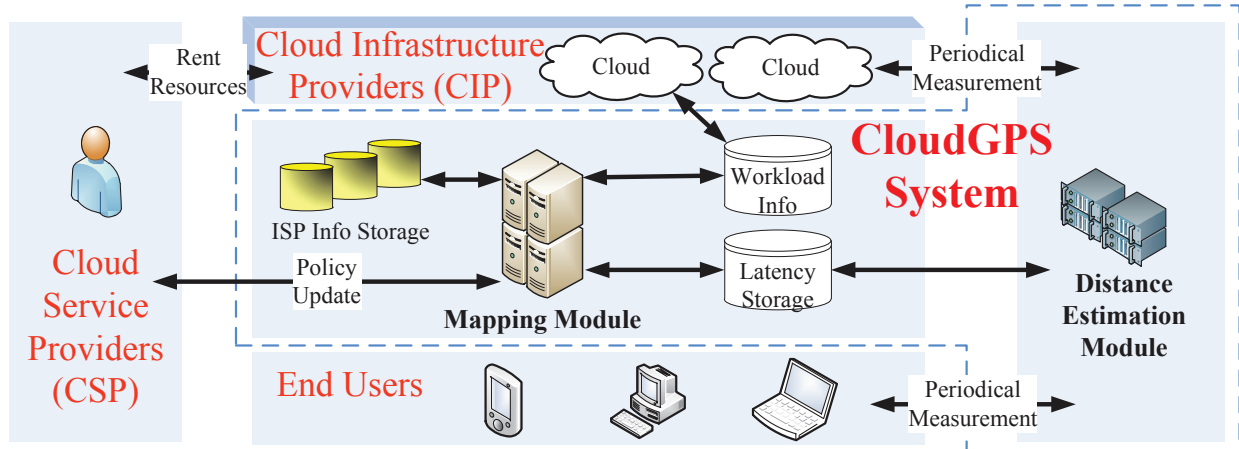 Rent
Resources
Cloud Infrastructure
Providers (CIP)
Cloud
Cloud
Periodical
Measurement
CloudGPS
System
ISP Info Storage
Workload
Info
Policy
Update
Mapping Module
Latency
Storage
Distance
Estimation
Module
Cloud
Service
Providers
(CSP)
End Users
Periodical
Measurement